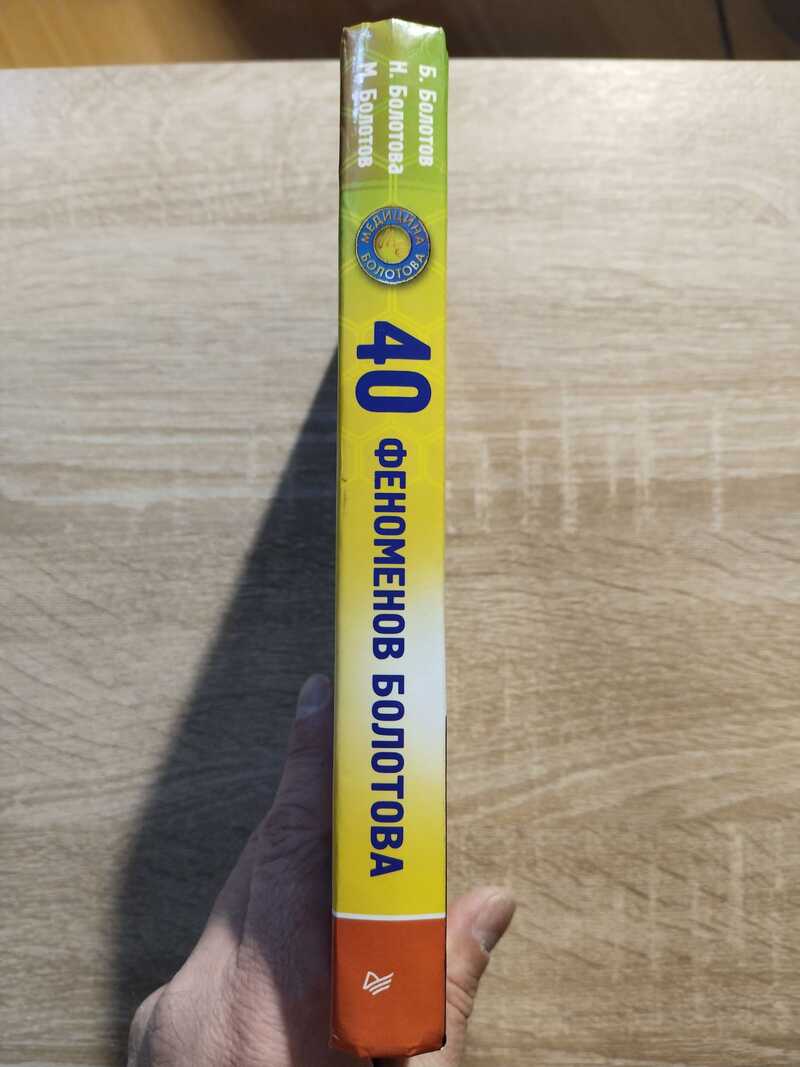 Б. Болотов
Н. Болотова
М. Болотов
МЕДИЦИНА
БОЛОТОВА
40 ФЕНОМЕНОВ БОЛОТОВА